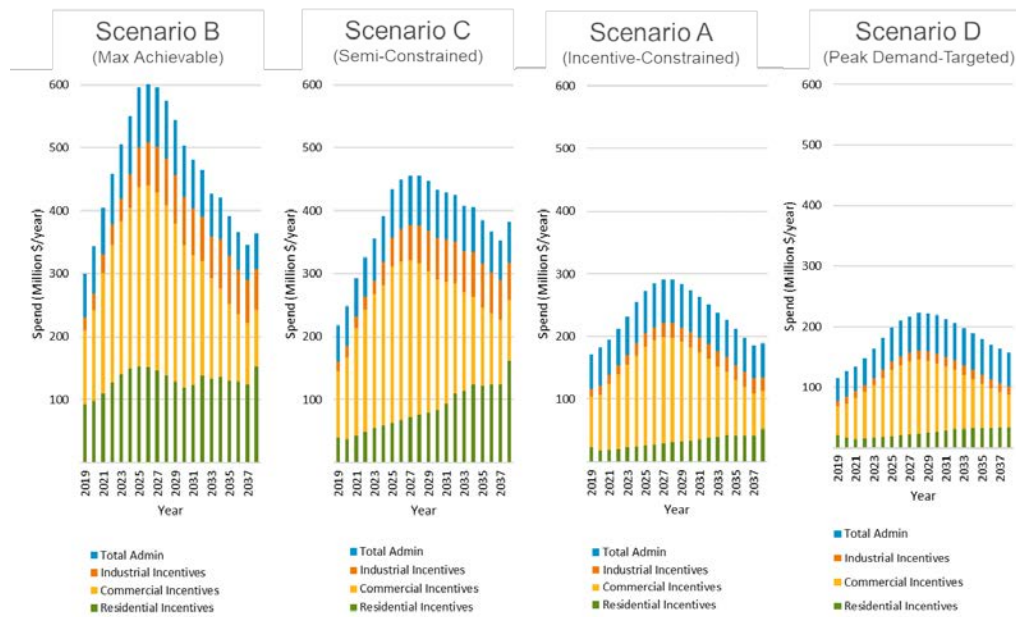 Scenario B
(Max Achievable)
600
500
400
300
200
100
Spend (Million $/year)
2019
2021
2023
2025
2027
2029
2031
2033
2035
2037
Year
Total Admin
Industrial Incentives
Commercial Incentives
Residential Incentives
Scenario C
(Semi-Constrained)
600
500
400
300
200
100
Spend (Million $/year)
2019
2021
2023
2025
2027
2029
2031
2033
2035
2037
Year
Total Admin
Industrial Incentives
Commercial Incentives
Residential Incentives
Scenario A
(Incentive-Constrained)
600
500
400
300
200
100
Spend (Million $/year)
2019
2021
2023
2025
2027
2029
2031
2033
2035
2037
Year
Total Admin
Industrial Incentives
Commercial Incentives
Residential Incentives
Scenario D
(Peak Demand-Targeted)
600
500
400
300
200
100
Spend (Million $/year)
2019
2021
2023
2025
2027
2029
2031
2033
2035
2037
Year
Total Admin
Industrial Incentives
Commercial Incentives
Residential Incentives